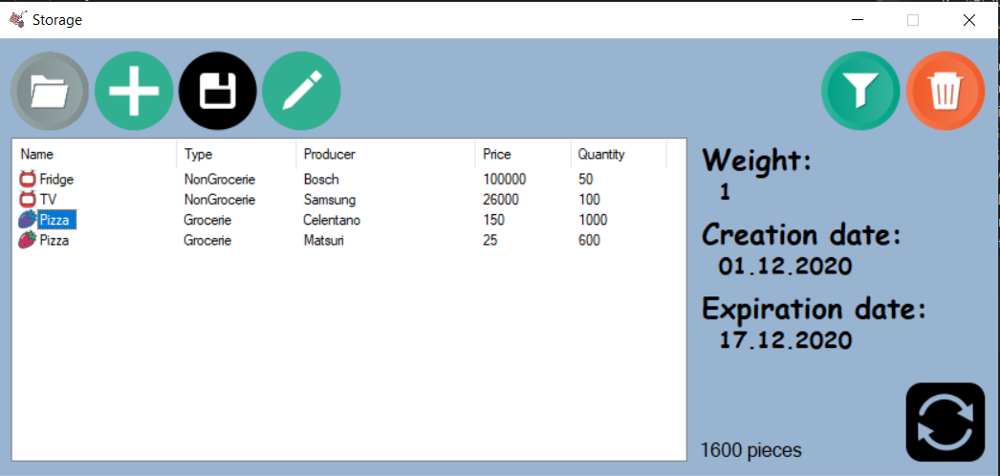 Storage
Name Type Producer Price Quantity
Fridge NonGrocerie Bosch 100000 50
TV NonGrocerie Samsung 26000 100
Pizza Grocerie Celentano 150 1000
Pizza Grocerie Matsuri 25 600
Weight:
1
Creation date:
01.12.2020
Expiration date:
17.12.2020
1600 pieces